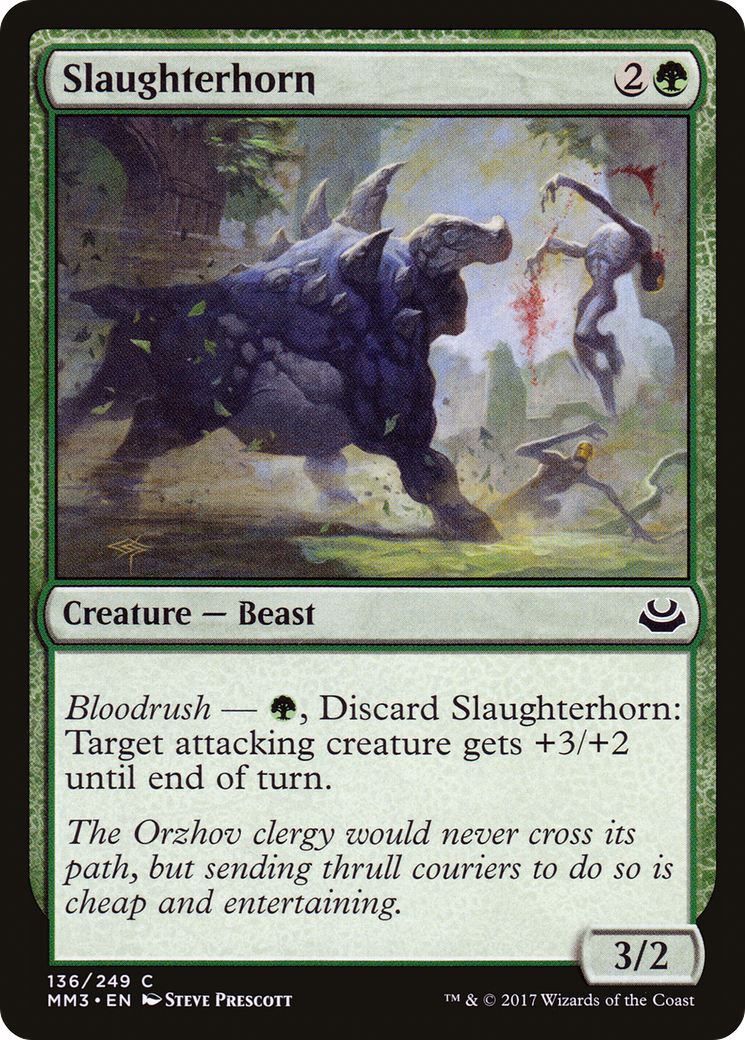 Slaughterhorn 2
Creature — Beast
Bloodrush — , Discard Slaughterhorn:
Target attacking creature gets +3/+2
until end of turn.
The Orzhov clergy would never cross its
path, but sending thrull couriers to do so is
cheap and entertaining.
3/2
136/249 C
MM3 • EN Steve Prescott
™ & © 2017 Wizards of the Coast